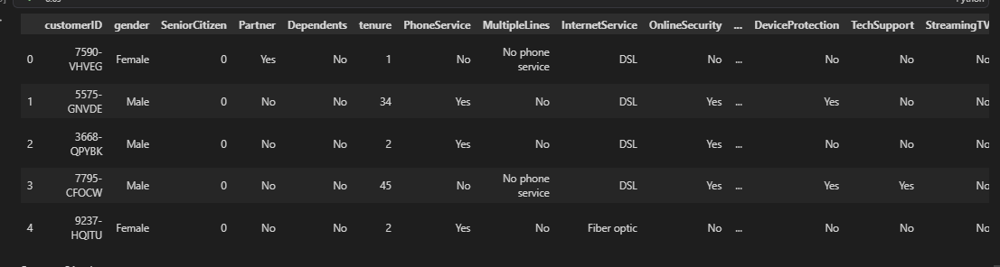 customerID gender SeniorCitizen Partner Dependents tenure PhoneService MultipleLines InternetService OnlineSecurity ... DeviceProtection TechSupport StreamingTV
0 7590-VHVEG Female 0 Yes No 1 No No phone service DSL No ... No No No
1 5575-GNVDE Male 0 No No 34 Yes No DSL Yes ... Yes No No
2 3668-QPYBK Male 0 No No 2 Yes No DSL Yes ... No No No
3 7795-CFOCW Male 0 No No 45 No No phone service DSL Yes ... Yes Yes No
4 9237-HQITU Female 0 No No 2 Yes No Fiber optic No ... No No No